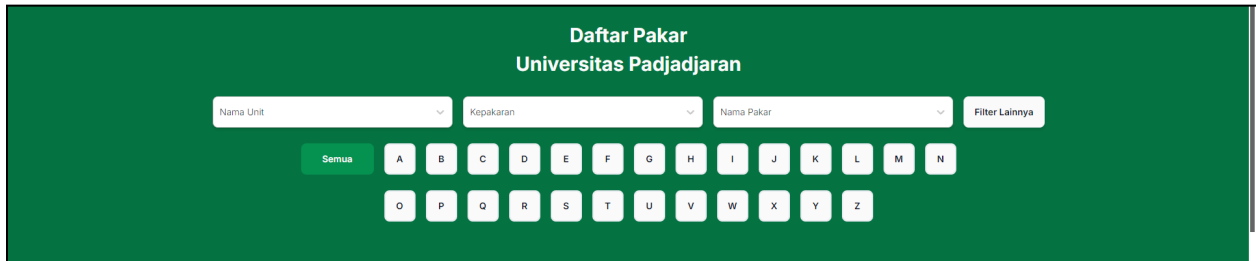 Daftar Pakar
Universitas Padjadjaran
Nama Unit Kepakaran Nama Pakar Filter Lainnya
Semua A B C D E F G H I J K L M N
O P Q R S T U V W X Y Z